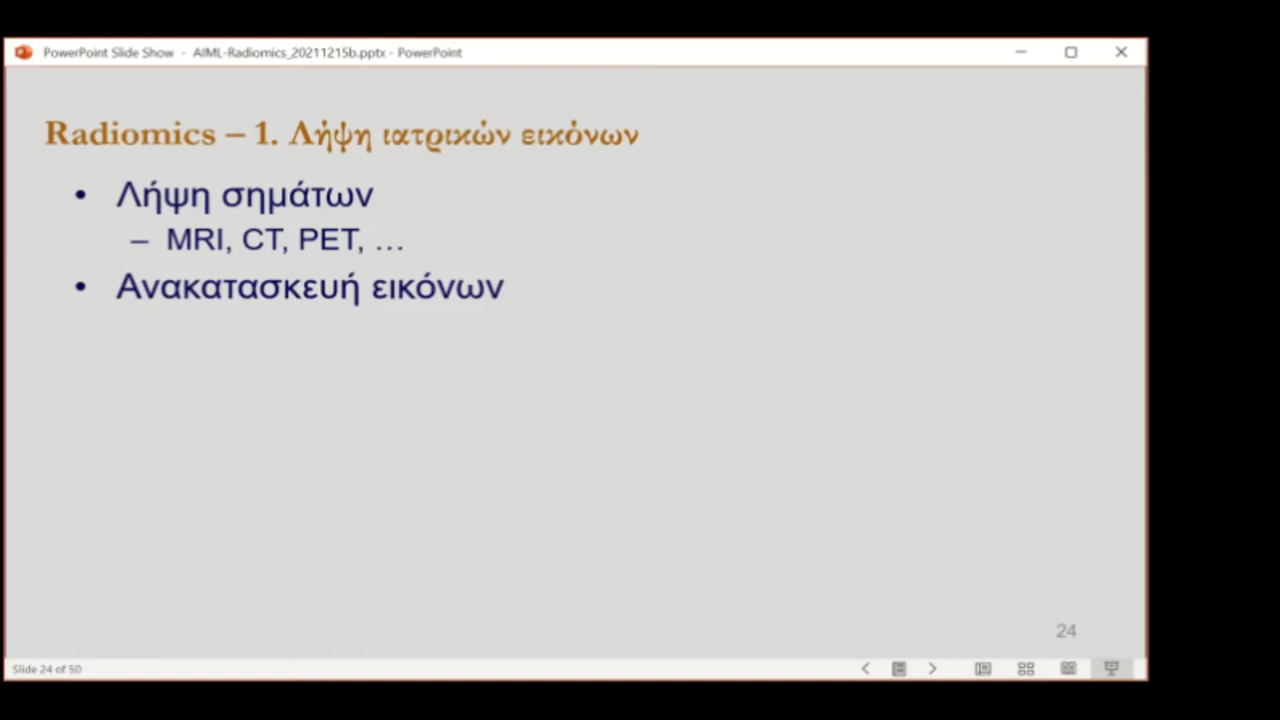 PowerPoint Slide Show - AIML-Radiomics_20211215b.pptx - PowerPoint
Radiomics – 1. Λήψη ιατρικών εικόνων
• Λήψη σημάτων
– MRI, CT, PET, …
• Ανακατασκευή εικόνων
24
Slide 24 of 50